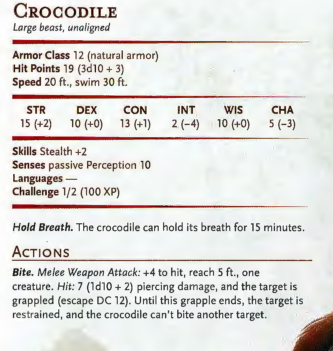 CROCODILE
Large beast, unaligned
Armor Class 12 (natural armor)
Hit Points 19 (3d10 + 3)
Speed 20 ft., swim 30 ft.
STR DEX CON INT WIS CHA
15 (+2) 10 (+0) 13 (+1) 2 (−4) 10 (+0) 5 (−3)
Skills Stealth +2
Senses passive Perception 10
Languages —
Challenge 1/2 (100 XP)
Hold Breath. The crocodile can hold its breath for 15 minutes.
ACTIONS
Bite. Melee Weapon Attack: +4 to hit, reach 5 ft., one
creature. Hit: 7 (1d10 + 2) piercing damage, and the target is
grappled (escape DC 12). Until this grapple ends, the target is
restrained, and the crocodile can't bite another target.